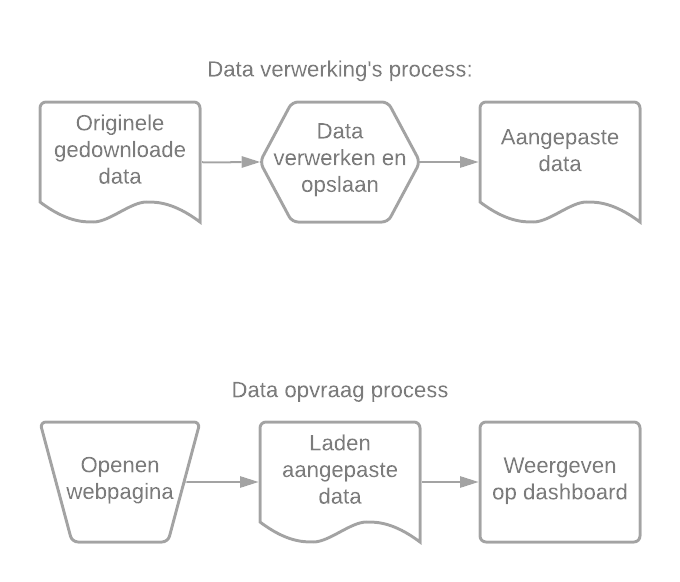 Data verwerking's process:
Originele
gedownloade
data
Data
verwerken en
opslaan
Aangepaste
data
Data opvraag process
Openen
webpagina
Laden
aangepaste
data
Weergeven
op dashboard